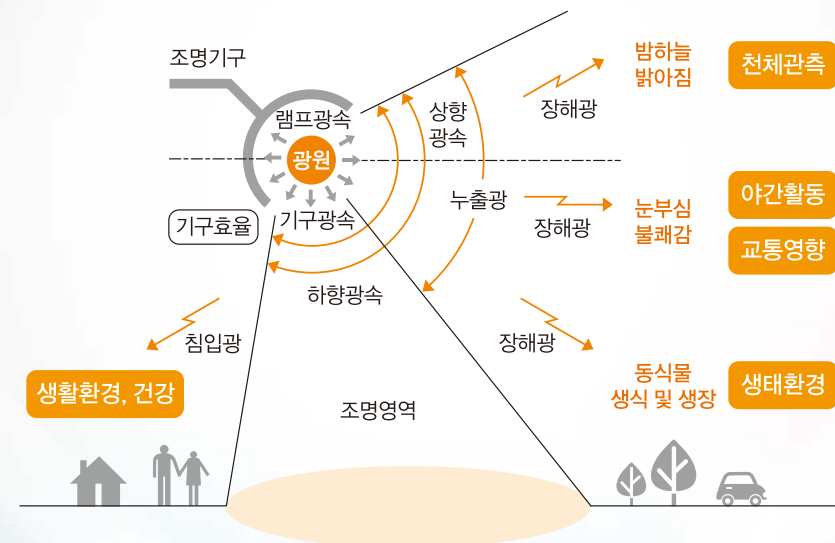 조명기구
램프광속
광원
기구광속
기구효율
상향
광속
누출광
하향광속
장해광
밤하늘
밝아짐
천체관측
장해광
눈부심
불쾌감
야간활동
교통영향
침입광
생활환경, 건강
장해광
동식물
생식 및 생장
생태환경
조명영역